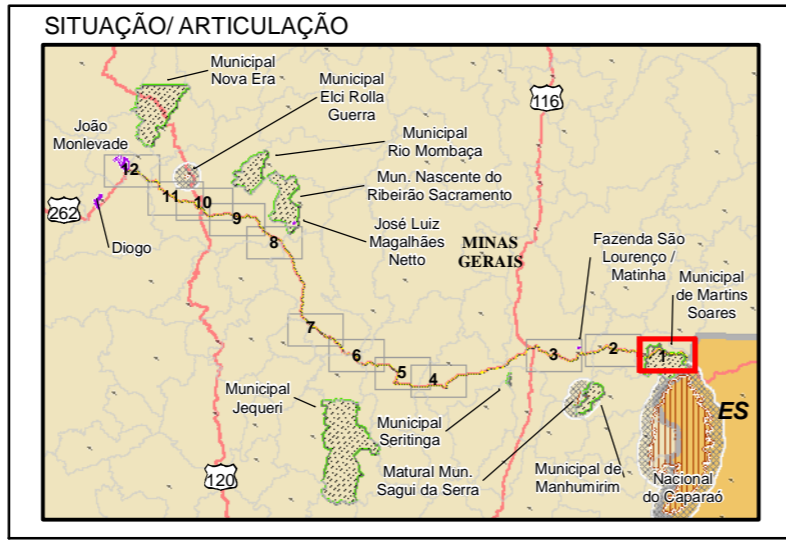 SITUAÇÃO/ ARTICULAÇÃO
Municipal
Nova Era
Municipal
Elci Rolla
Guerra
116
João
Monlevade
Municipal
Rio Mombaça
12
Mun. Nascente do
Ribeirão Sacramento
11
10
9
262
José Luiz
Magalhães
Netto
8
Diogo
MINAS
GERAIS
Fazenda São
Lourenço /
Matinha
Municipal
de Martins
Soares
7
6
5
4
3
2
1
Municipal
Jequeri
Municipal
Seritinga
ES
Matural Mun.
Sagui da Serra
Municipal de
Manhumirim
Nacional
do Caparaó
120